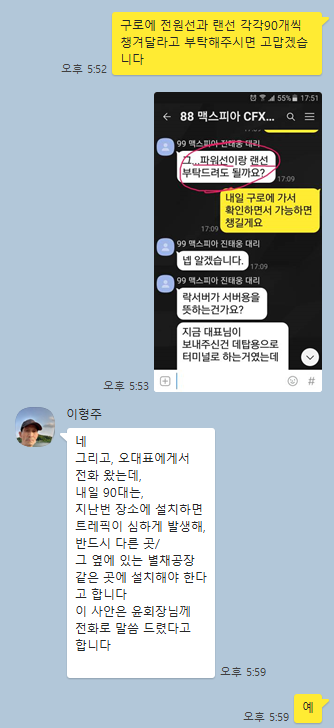 구로에 전원선과 랜선 각각90개씩
챙겨달라고 부탁해주시면 고맙겠습
니다
오후 5:52
55% 17:51
88 맥스피아 CFX...
99 맥스피아 진태웅 대리
그...파워선이랑 랜선
부탁드려도 될까요?
17:09
내일 구로에 가서
확인하면서 가능하면
챙길게요
17:09
99 맥스피아 진태웅 대리
넵 알겠습니다.
17:09
99 맥스피아 진태웅 대리
락서버가 서버용을
뜻하는건가요?
지금 대표님이
보내주신건 데탑용으로
터미널로 하는거였는데
#
오후 5:53
이형주
네
그리고, 오대표에게서
전화 왔는데,
내일 90대는,
지난번 장소에 설치하면
트레픽이 심하게 발생해,
반드시 다른 곳/
그 옆에 있는 별채공장
같은 곳에 설치해야 한다
고 합니다
이 사안은 윤회장님께
전화로 말씀 드렸다고
합니다
오후 5:59
예
오후 5:59